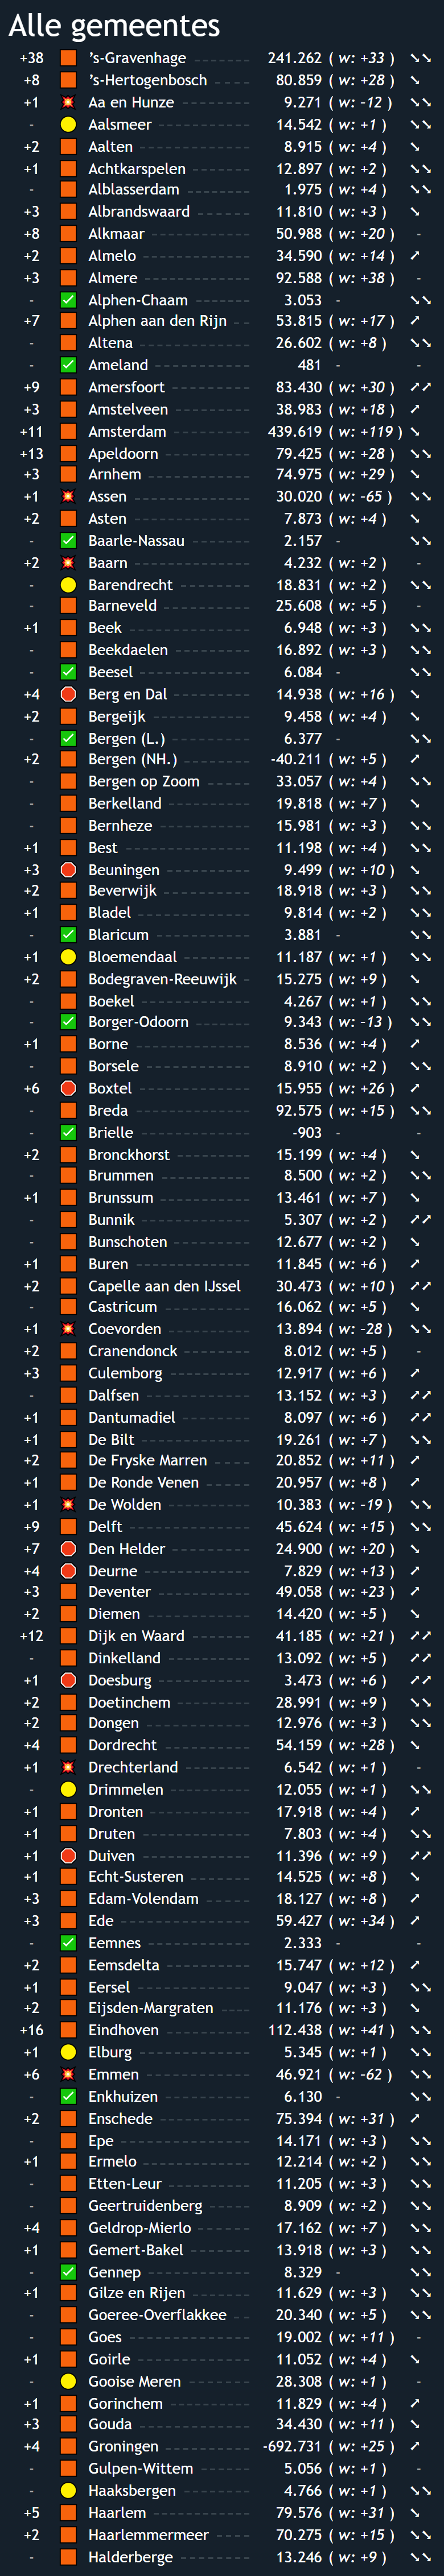 Alle gemeentes
+38 's-Gravenhage 241.262 ( w: +33 )
+8 's-Hertogenbosch 80.859 ( w: +28 )
+1 Aa en Hunze 9.271 ( w: -12 )
- Aalsmeer 14.542 ( w: +1 )
+2 Aalten 8.915 ( w: +4 )
+1 Achtkarspelen 12.897 ( w: +2 )
- Alblasserdam 1.975 ( w: +4 )
+3 Albrandswaard 11.810 ( w: +3 )
+8 Alkmaar 50.988 ( w: +20 ) -
+2 Almelo 34.590 ( w: +14 )
+3 Almere 92.588 ( w: +38 ) -
- Alphen-Chaam 3.053 -
+7 Alphen aan den Rijn 53.815 ( w: +17 )
- Altena 26.602 ( w: +8 )
- Ameland 481 - -
+9 Amersfoort 83.430 ( w: +30 )
+3 Amstelveen 38.983 ( w: +18 )
+11 Amsterdam 439.619 ( w: +119 )
+13 Apeldoorn 79.425 ( w: +28 )
+3 Arnhem 74.975 ( w: +29 )
+1 Assen 30.020 ( w: -65 )
+2 Asten 7.873 ( w: +4 )
- Baarle-Nassau 2.157 -
+2 Baarn 4.232 ( w: +2 ) -
- Barendrecht 18.831 ( w: +2 )
- Barneveld 25.608 ( w: +5 ) -
+1 Beek 6.948 ( w: +3 )
- Beekdaelen 16.892 ( w: +3 )
- Beesel 6.084 -
+4 Berg en Dal 14.938 ( w: +16 )
+2 Bergeijk 9.458 ( w: +4 )
- Bergen (L.) 6.377 -
+2 Bergen (NH.) -40.211 ( w: +5 )
- Bergen op Zoom 33.057 ( w: +4 )
- Berkelland 19.818 ( w: +7 )
- Bernheze 15.981 ( w: +3 )
+1 Best 11.198 ( w: +4 )
+3 Beuningen 9.499 ( w: +10 )
+2 Beverwijk 18.918 ( w: +3 )
+1 Bladel 9.814 ( w: +2 )
- Blaricum 3.881 -
+1 Bloemendaal 11.187 ( w: +1 )
+2 Bodegraven-Reeuwijk 15.275 ( w: +9 )
- Boekel 4.267 ( w: +1 )
- Borger-Odoorn 9.343 ( w: -13 )
+1 Borne 8.536 ( w: +4 )
- Borsele 8.910 ( w: +2 )
+6 Boxtel 15.955 ( w: +26 )
- Breda 92.575 ( w: +15 )
- Brielle -903 - -
+2 Bronckhorst 15.199 ( w: +4 )
- Brummen 8.500 ( w: +2 )
+1 Brunssum 13.461 ( w: +7 )
- Bunnik 5.307 ( w: +2 )
- Bunschoten 12.677 ( w: +2 )
+1 Buren 11.845 ( w: +6 )
+2 Capelle aan den IJssel 30.473 ( w: +10 )
- Castricum 16.062 ( w: +5 )
+1 Coevorden 13.894 ( w: -28 )
+2 Cranendonck 8.012 ( w: +5 ) -
+3 Culemborg 12.917 ( w: +6 )
- Dalfsen 13.152 ( w: +3 )
+1 Dantumadiel 8.097 ( w: +6 )
+1 De Bilt 19.261 ( w: +7 )
+2 De Fryske Marren 20.852 ( w: +11 )
+1 De Ronde Venen 20.957 ( w: +8 )
+1 De Wolden 10.383 ( w: -19 )
+9 Delft 45.624 ( w: +15 )
+7 Den Helder 24.900 ( w: +20 )
+4 Deurne 7.829 ( w: +13 )
+3 Deventer 49.058 ( w: +23 )
+2 Diemen 14.420 ( w: +5 )
+12 Dijk en Waard 41.185 ( w: +21 )
- Dinkelland 13.092 ( w: +5 )
+1 Doesburg 3.473 ( w: +6 )
+2 Doetinchem 28.991 ( w: +9 )
+2 Dongen 12.976 ( w: +3 )
+4 Dordrecht 54.159 ( w: +28 )
+1 Drechterland 6.542 ( w: +1 ) -
- Drimmelen 12.055 ( w: +1 )
+1 Dronten 17.918 ( w: +4 )
+1 Druten 7.803 ( w: +4 )
+1 Duiven 11.396 ( w: +9 )
+1 Echt-Susteren 14.525 ( w: +8 )
+3 Edam-Volendam 18.127 ( w: +8 )
+3 Ede 59.427 ( w: +34 )
- Eemnes 2.333 - -
+2 Eemsdelta 15.747 ( w: +12 )
+1 Eersel 9.047 ( w: +3 )
+2 Eijsden-Margraten 11.176 ( w: +3 )
+16 Eindhoven 112.438 ( w: +41 )
+1 Elburg 5.345 ( w: +1 )
+6 Emmen 46.921 ( w: -62 )
- Enkhuizen 6.130 -
+2 Enschede 75.394 ( w: +31 )
- Epe 14.171 ( w: +3 )
+1 Ermelo 12.214 ( w: +2 )
- Etten-Leur 11.205 ( w: +3 )
- Geertruidenberg 8.909 ( w: +2 )
+4 Geldrop-Mierlo 17.162 ( w: +7 )
+1 Gemert-Bakel 13.918 ( w: +3 )
- Gennep 8.329 -
+1 Gilze en Rijen 11.629 ( w: +3 )
- Goeree-Overflakkee 20.340 ( w: +5 )
- Goes 19.002 ( w: +11 ) -
+1 Goirle 11.052 ( w: +4 )
- Gooise Meren 28.308 ( w: +1 ) -
+1 Gorinchem 11.829 ( w: +4 )
+3 Gouda 34.430 ( w: +11 )
+4 Groningen -692.731 ( w: +25 )
- Gulpen-Wittem 5.056 ( w: +1 ) -
- Haaksbergen 4.766 ( w: +1 )
+5 Haarlem 79.576 ( w: +31 )
+2 Haarlemmermeer 70.275 ( w: +15 )
- Halderberge 13.246 ( w: +9 )